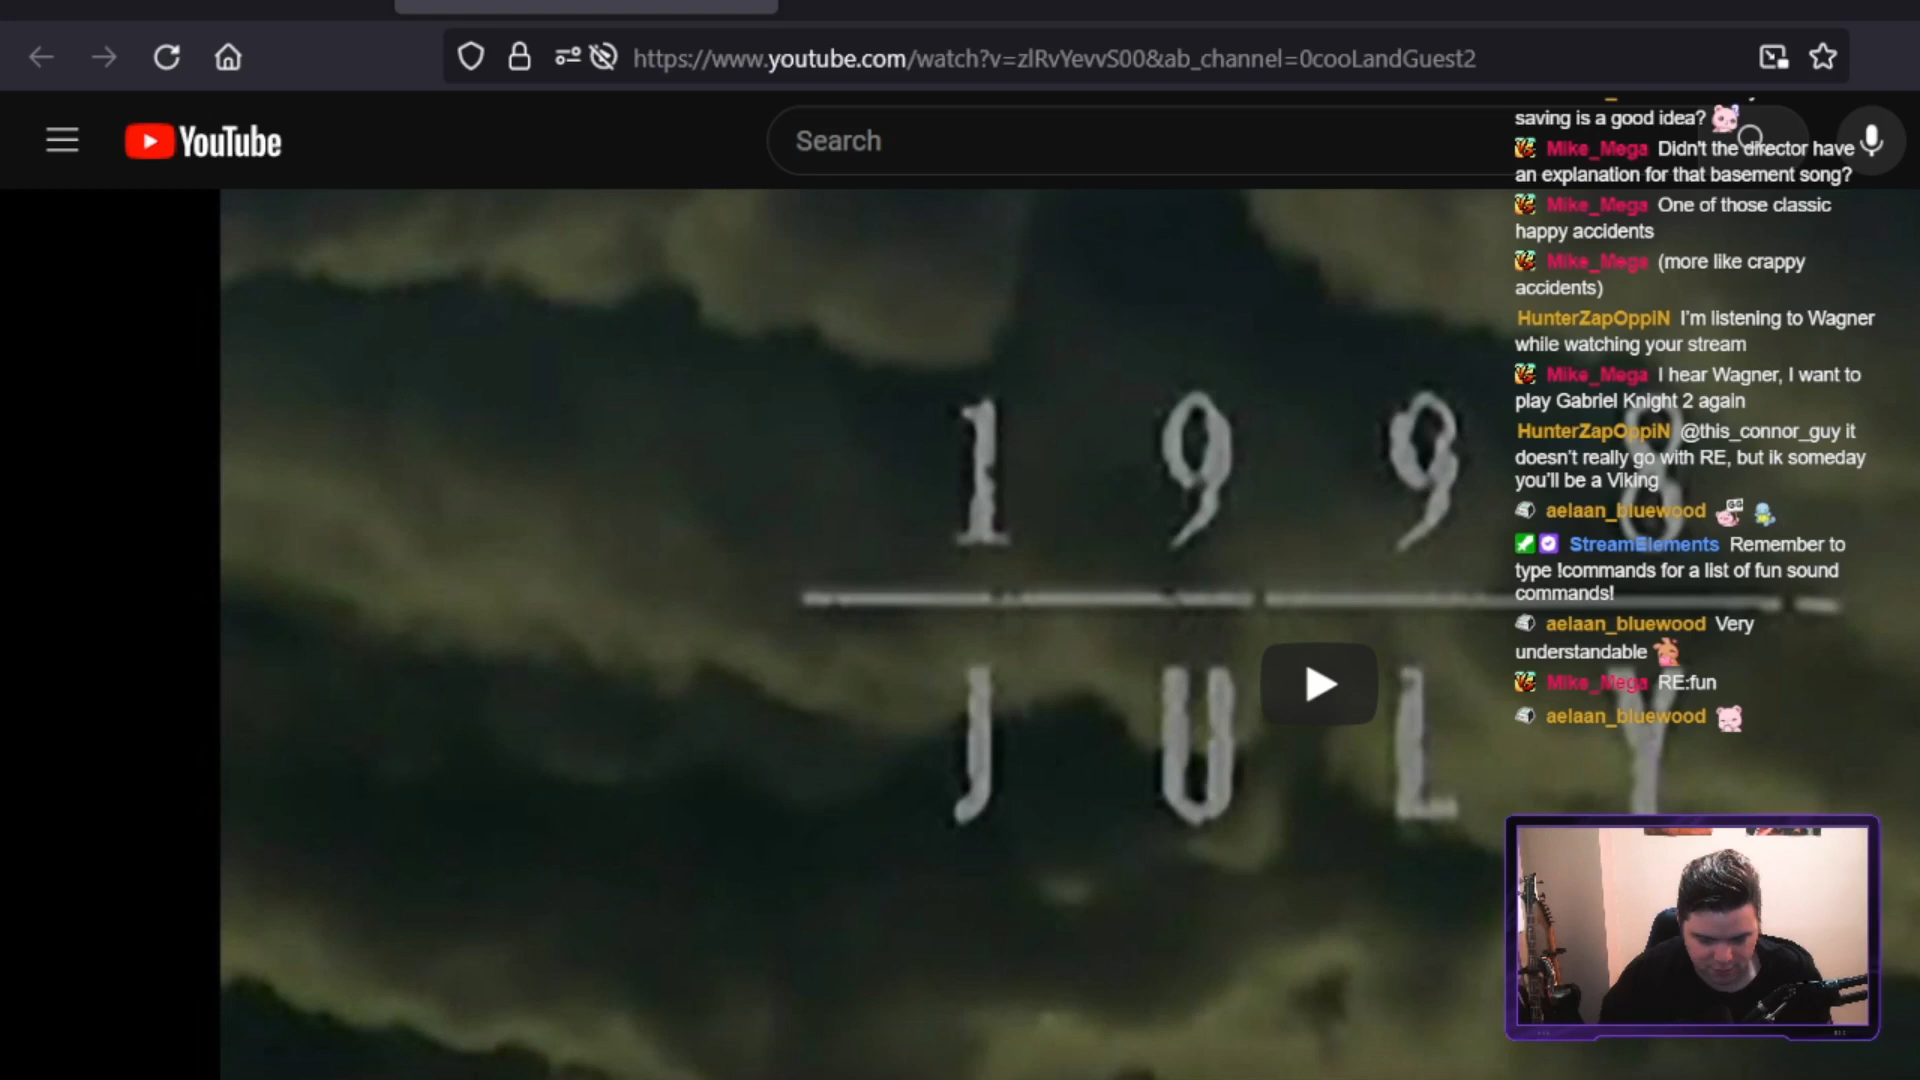 https://www.youtube.com/watch?v=zlRvYevvS00&ab_channel=0cooLandGuest2
YouTube
Search
saving is a good idea?
Mike_Mega Didn't the director have
an explanation for that basement song?
Mike_Mega One of those classic
happy accidents
Mike_Mega (more like crappy
accidents)
HunterZapOppiN I'm listening to Wagner
while watching your stream
Mike_Mega I hear Wagner, I want to
play Gabriel Knight 2 again
HunterZapOppiN @this_connor_guy it
doesn't really go with RE, but ik someday
you'll be a Viking
aelaan_bluewood GG
StreamElements Remember to
type !commands for a list of fun sound
commands!
aelaan_bluewood Very
understandable
Mike_Mega RE:fun
aelaan_bluewood
1998
JULY